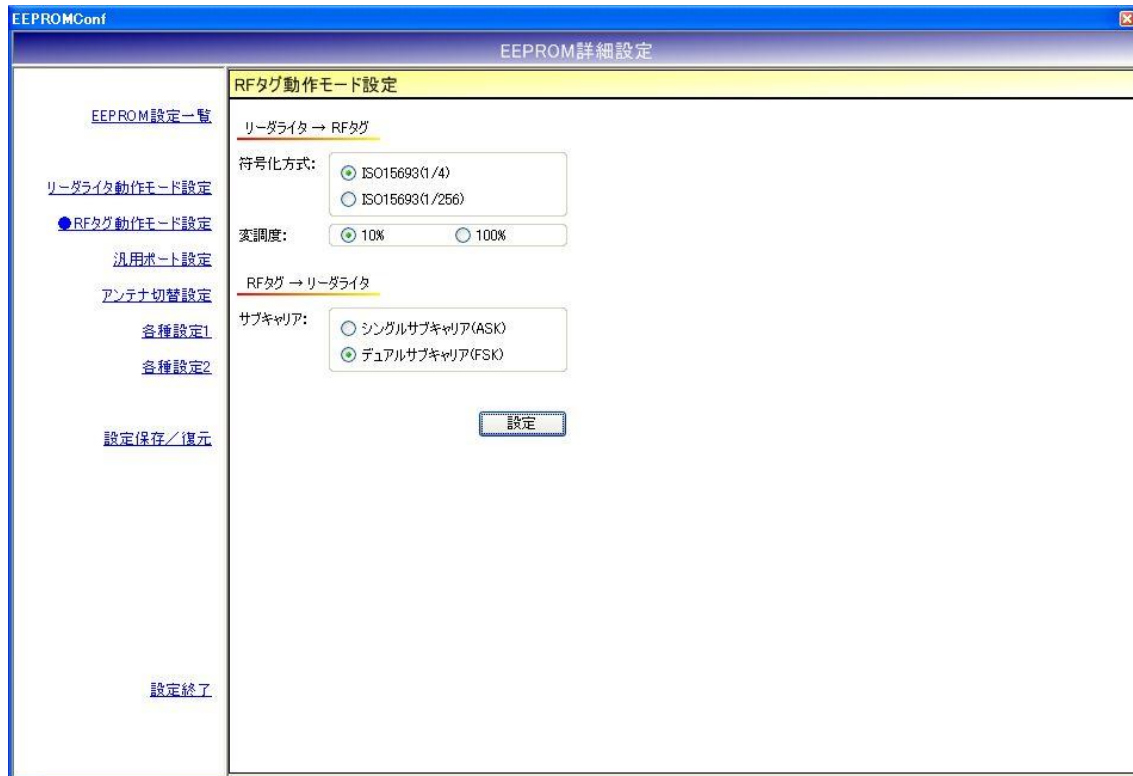 EEPROMConf
EEPROM詳細設定
EEPROM設定一覧
リーダライタ動作モード設定
●RFタグ動作モード設定
汎用ポート設定
アンテナ切替設定
各種設定1
各種設定2
設定保存／復元
設定終了
RFタグ動作モード設定
リーダライタ → RFタグ
符号化方式:
ISO15693(1/4)
ISO15693(1/256)
変調度:
10% 100%
RFタグ → リーダライタ
サブキャリア:
シングルサブキャリア(ASK)
デュアルサブキャリア(FSK)
設定